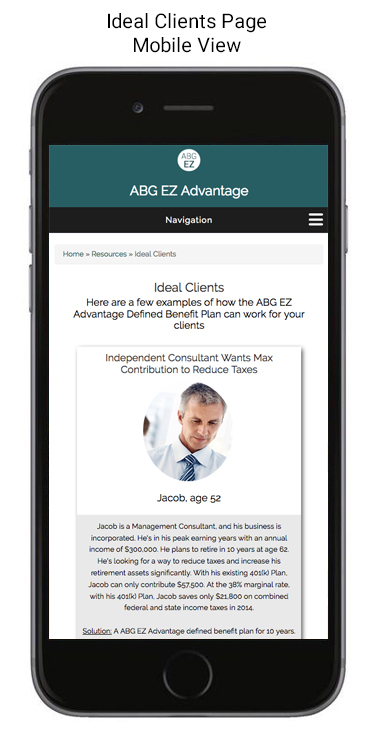 Ideal Clients Page
Mobile View
ABG
EZ
ABG EZ Advantage
Navigation
Home » Resources » Ideal Clients
Ideal Clients
Here are a few examples of how the ABG EZ
Advantage Defined Benefit Plan can work for your
clients
Independent Consultant Wants Max
Contribution to Reduce Taxes
Jacob, age 52
Jacob is a Management Consultant, and his business is
incorporated. He's in his peak earning years with an annual
income of $300,000. He plans to retire in 10 years at age 62.
He's looking for a way to reduce taxes and increase his
retirement assets significantly. With his existing 401(k) Plan,
Jacob can only contribute $57,500. At the 38% marginal rate,
with his 401(k) Plan, Jacob saves only $21,800 on combined
federal and state income taxes in 2014.
Solution: A ABG EZ Advantage defined benefit plan for 10 years.